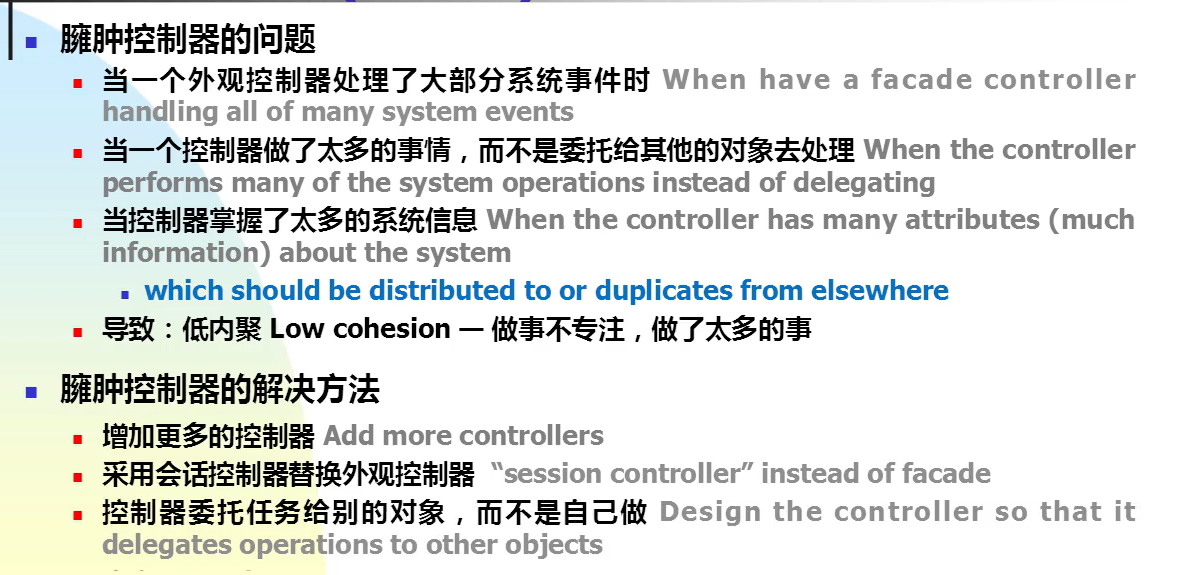 臃肿控制器的问题
当一个外观控制器处理了大部分系统事件时 When have a facade controller
handling all of many system events
当一个控制器做了太多的事情，而不是委托给其他的对象去处理 When the controller
performs many of the system operations instead of delegating
当控制器掌握了太多的系统信息 When the controller has many attributes (much
information) about the system
which should be distributed to or duplicates from elsewhere
导致：低内聚 Low cohesion — 做事不专注，做了太多的事
臃肿控制器的解决方法
增加更多的控制器 Add more controllers
采用会话控制器替换外观控制器 “session controller” instead of facade
控制器委托任务给别的对象，而不是自己做 Design the controller so that it
delegates operations to other objects